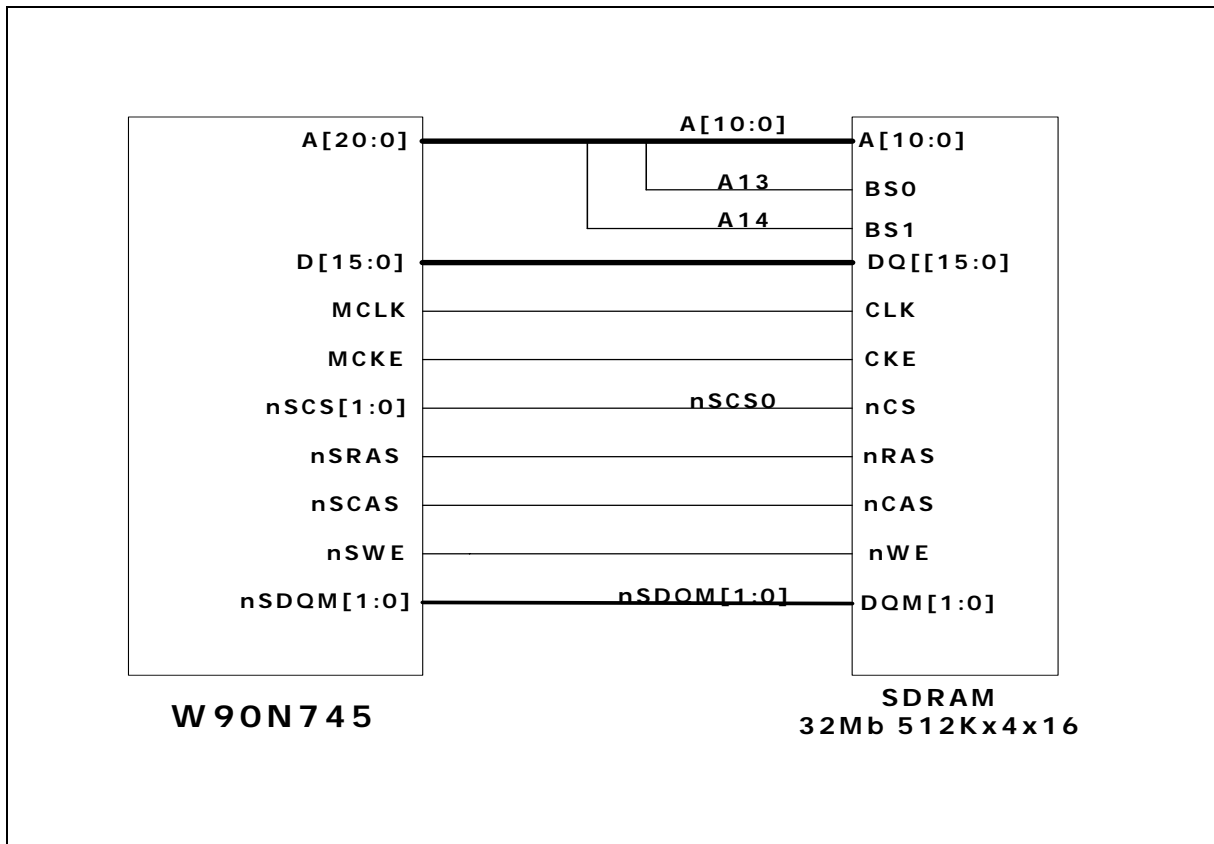 A[20:0] A[10:0] A[10:0]
A13 BS0
A14 BS1
D[15:0] DQ[[15:0]
MCLK CLK
MCKE CKE
nSCS[1:0] nSCS0 nCS
nSRAS nRAS
nSCAS nCAS
nSWE nWE
nSDQM[1:0] nSDQM[1:0] DQM[1:0]
W90N745
SDRAM
32Mb 512Kx4x16